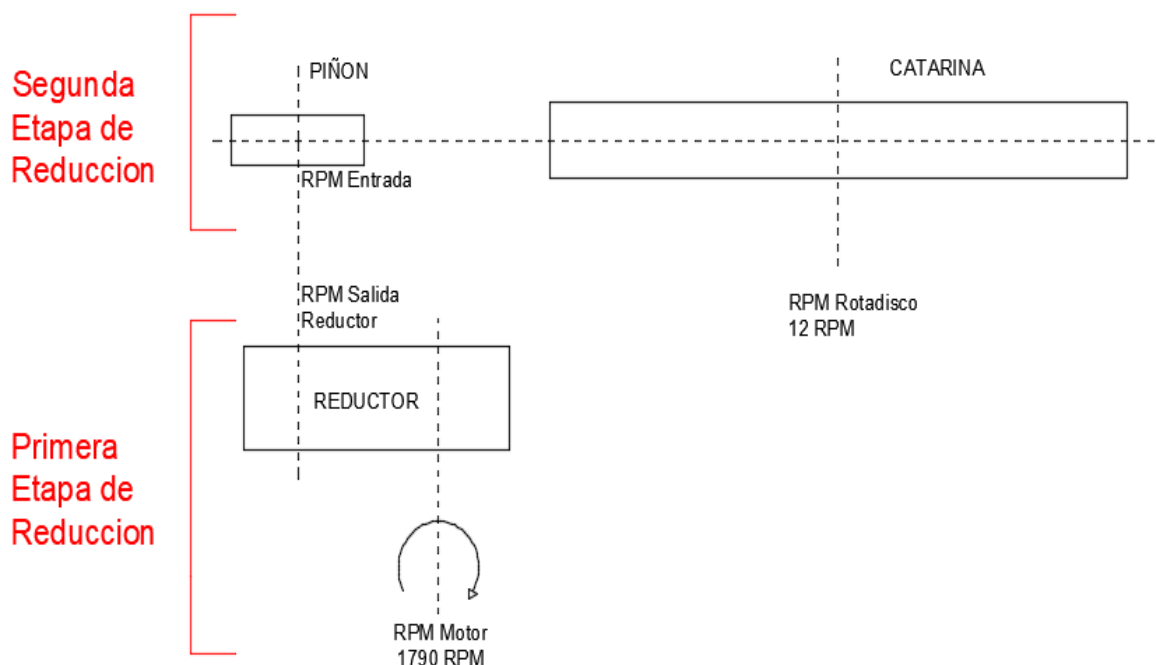 Segunda
Etapa de
Reduccion
PIÑON
CATARINA
RPM Entrada
RPM Salida
Reductor
RPM Rotadisco
12 RPM
REDUCTOR
Primera
Etapa de
Reduccion
RPM Motor
1790 RPM